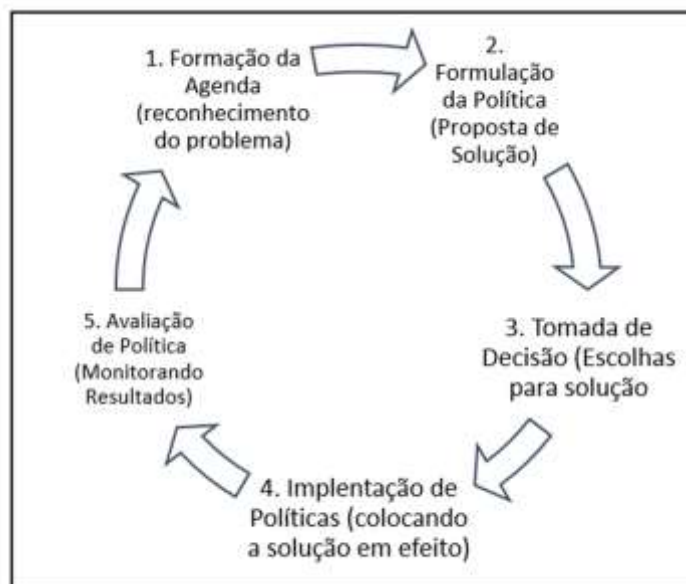 1. Formação da
Agenda
(reconhecimento
do problema)
2.
Formulação
da Política
(Proposta de
Solução)
3. Tomada de
Decisão (Escolhas
para solução
4. Implentação de
Políticas (colocando
a solução em efeito)
5. Avaliação
de Política
(Monitorando
Resultados)